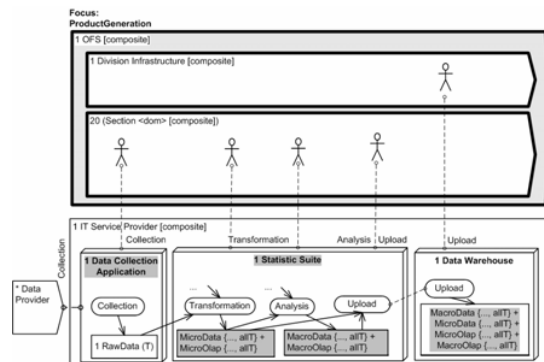 Focus:
ProductGeneration
1 OFS [composite]
1 Division Infrastructure [composite]
20 (Section <dom> [composite])
1 IT Service Provider [composite]
Collection
Transformation
Analysis
Upload
Upload
Collection
1 Data Collection
Application
1 Statistic Suite
1 Data Warehouse
* Data
Provider
Collection
...
Transformation
...
Analysis
Upload
Upload
1 RawData (T)
MicroData {..., allT} +
MicroOlap {..., allT}
MacroData {..., allT} +
MacroOlap {..., allT}
MacroData {..., allT} +
MicroData {..., allT} +
MicroOlap {..., allT} +
MacroOlap {..., allT}